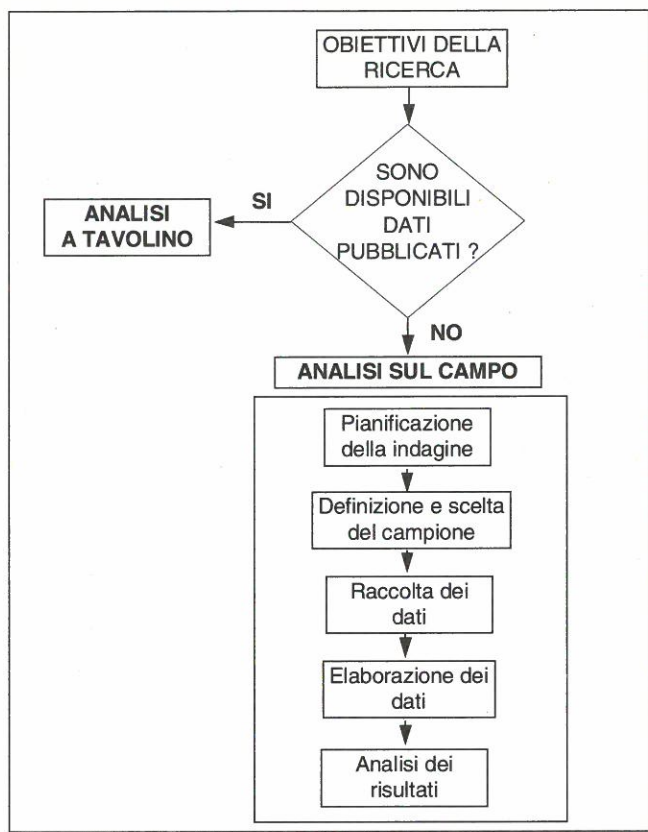 OBIETTIVI DELLA
RICERCA
SONO
DISPONIBILI
DATI
PUBBLICATI ?
SI
ANALISI
A TAVOLINO
NO
ANALISI SUL CAMPO
Pianificazione
della indagine
Definizione e scelta
del campione
Raccolta dei
dati
Elaborazione dei
dati
Analisi dei
risultati